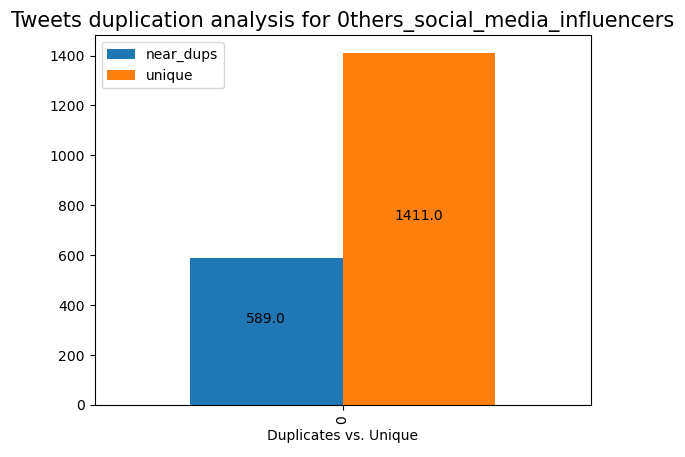 Tweets duplication analysis for 0thers_social_media_influencers
near_dups
unique
1400
1200
1000
800
600
400
200
0
1411.0
589.0
0
Duplicates vs. Unique